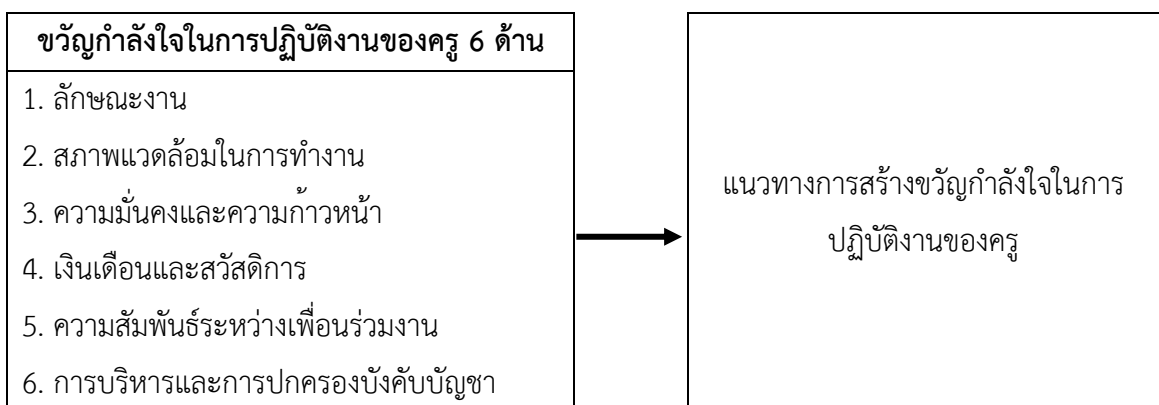 ขวัญกำลังใจในการปฏิบัติงานของครู 6 ด้าน
1. ลักษณะงาน
2. สภาพแวดล้อมในการทำงาน
3. ความมั่นคงและความก้าวหน้า
4. เงินเดือนและสวัสดิการ
5. ความสัมพันธ์ระหว่างเพื่อนร่วมงาน
6. การบริหารและการปกครองบังคับบัญชา
แนวทางการสร้างขวัญกำลังใจในการ
ปฏิบัติงานของครู